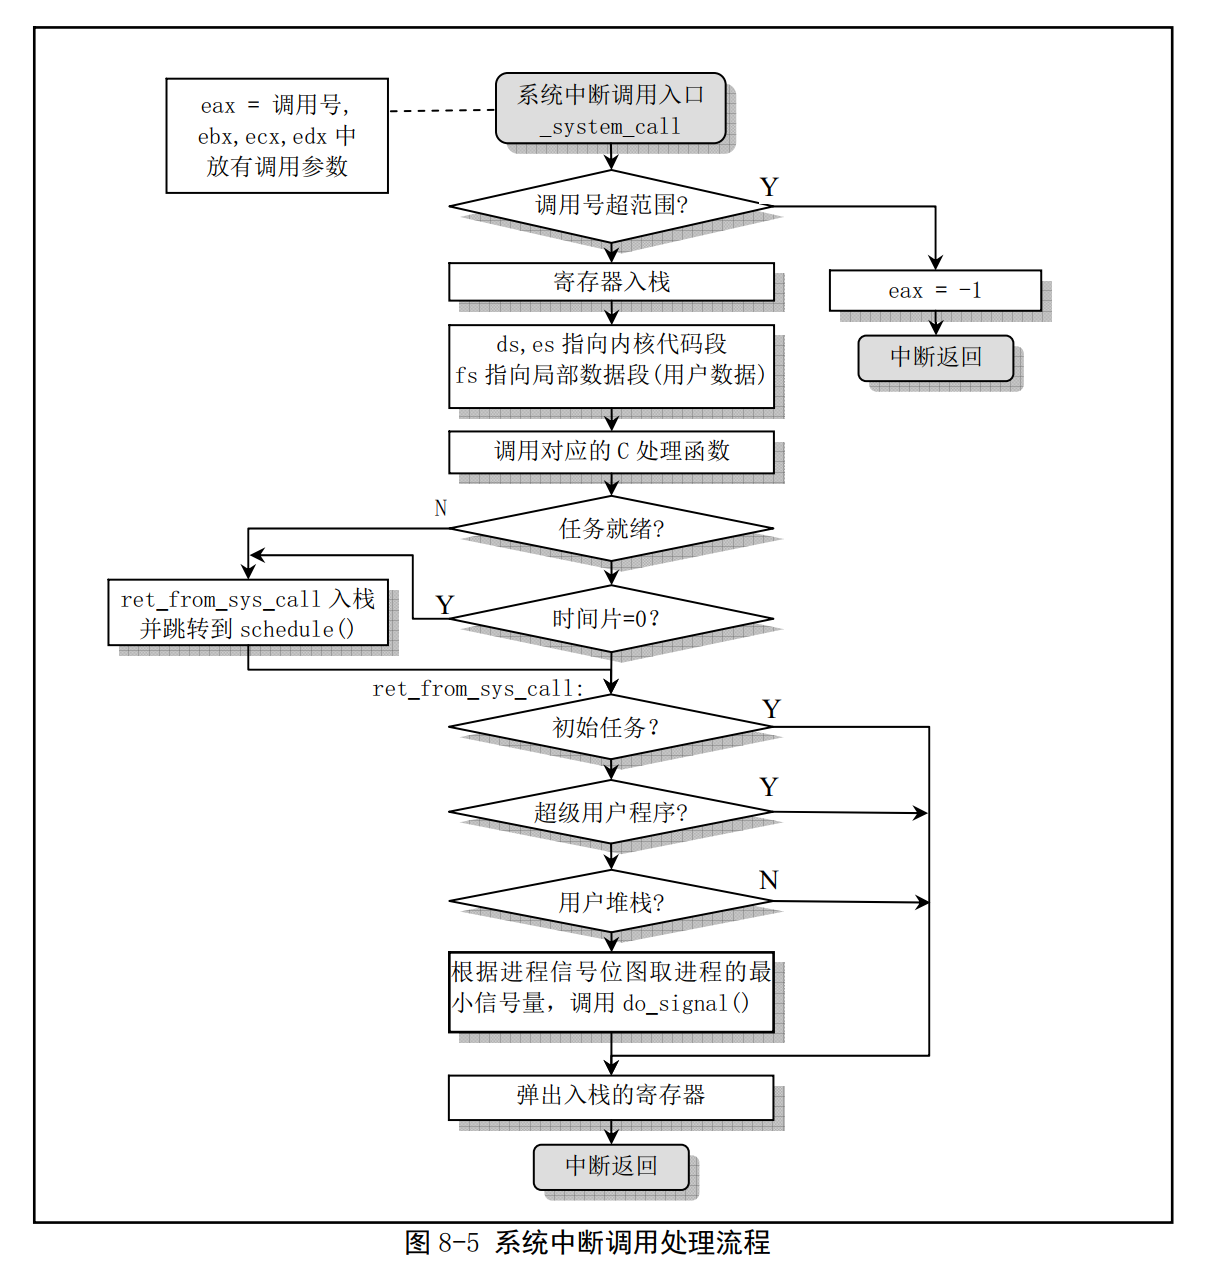 eax = 调用号,
ebx,ecx,edx 中
放有调用参数
系统中断调用入口
_system_call
调用号超范围?
Y
寄存器入栈
eax = -1
ds,es 指向内核代码段
fs 指向局部数据段(用户数据)
中断返回
调用对应的 C 处理函数
N
任务就绪?
ret_from_sys_call 入栈
并跳转到 schedule()
Y
时间片=0?
ret_from_sys_call:
初始任务?
Y
超级用户程序?
Y
用户堆栈?
N
根据进程信号位图取进程的最
小信号量，调用 do_signal()
弹出入栈的寄存器
中断返回
图 8-5 系统中断调用处理流程